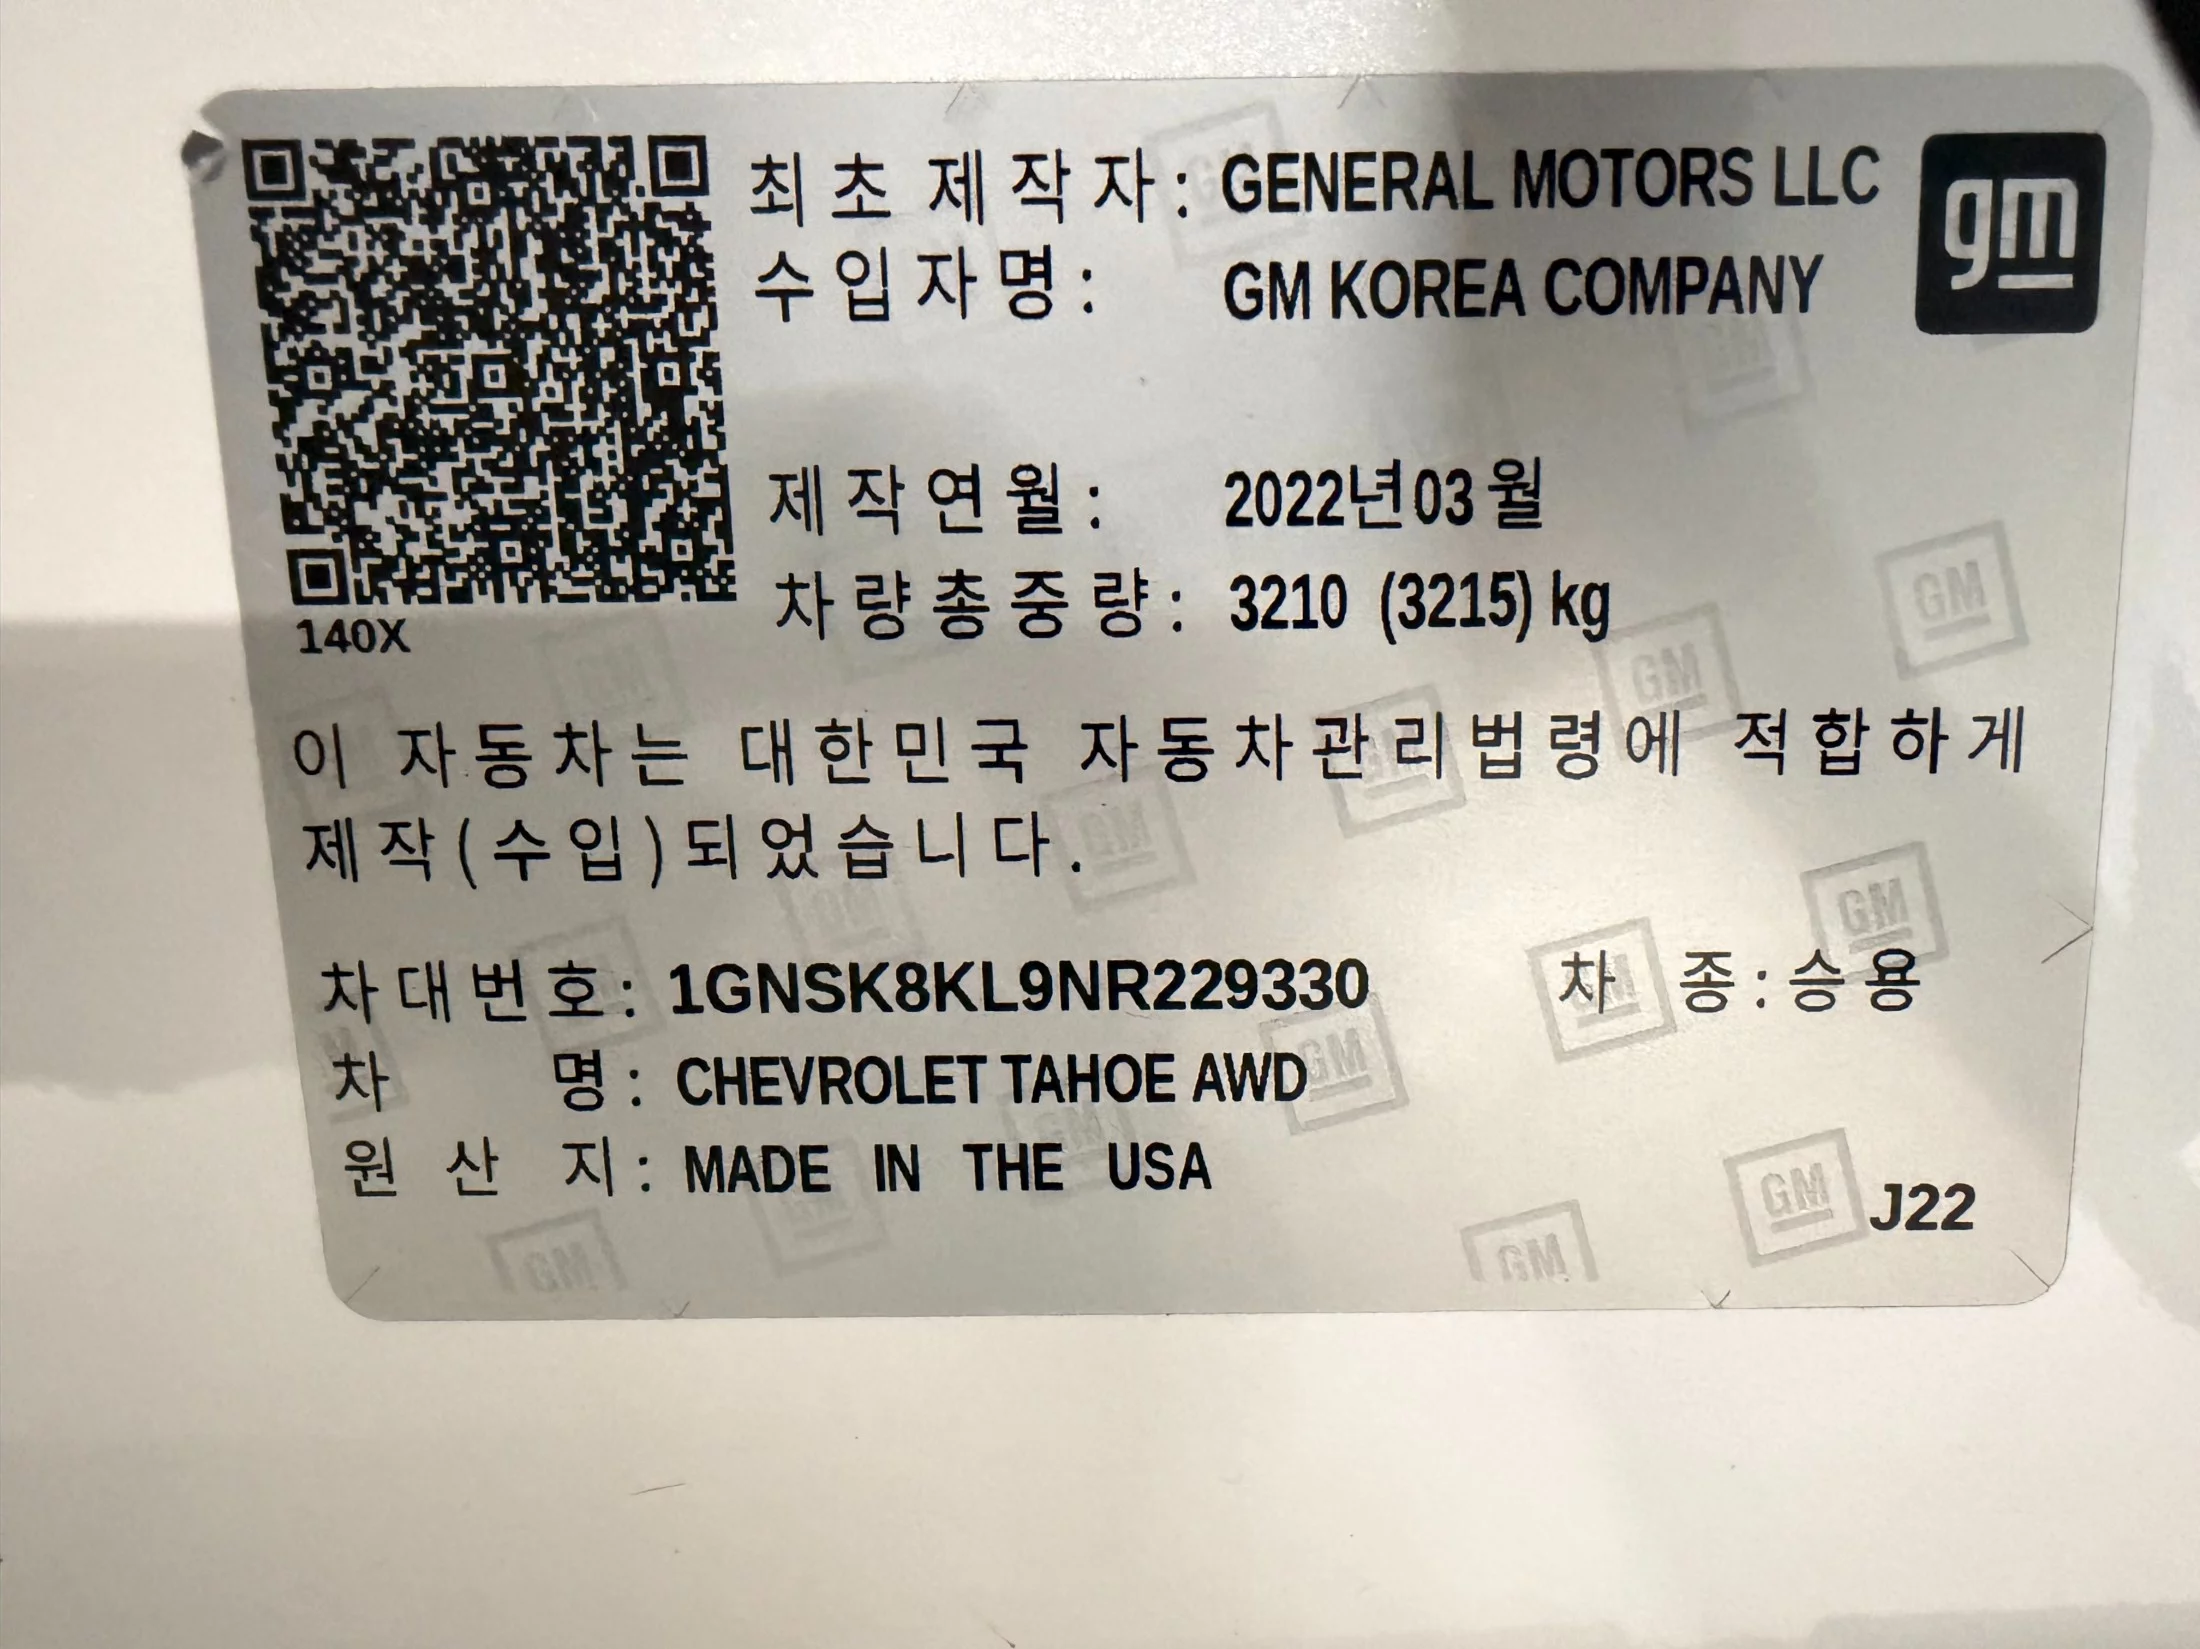 최초 제작자: GENERAL MOTORS LLC
gm
수입자명: GM KOREA COMPANY
제작연월: 2022년03월
차량총중량: 3210 (3215) kg
140X
이 자동차는 대한민국 자동차관리법령에 적합하게
제작(수입)되었습니다.
차대번호: 1GNSK8KL9NR229330 차 종:승용
차 명: CHEVROLET TAHOE AWD
원 산 지: MADE IN THE USA
J22